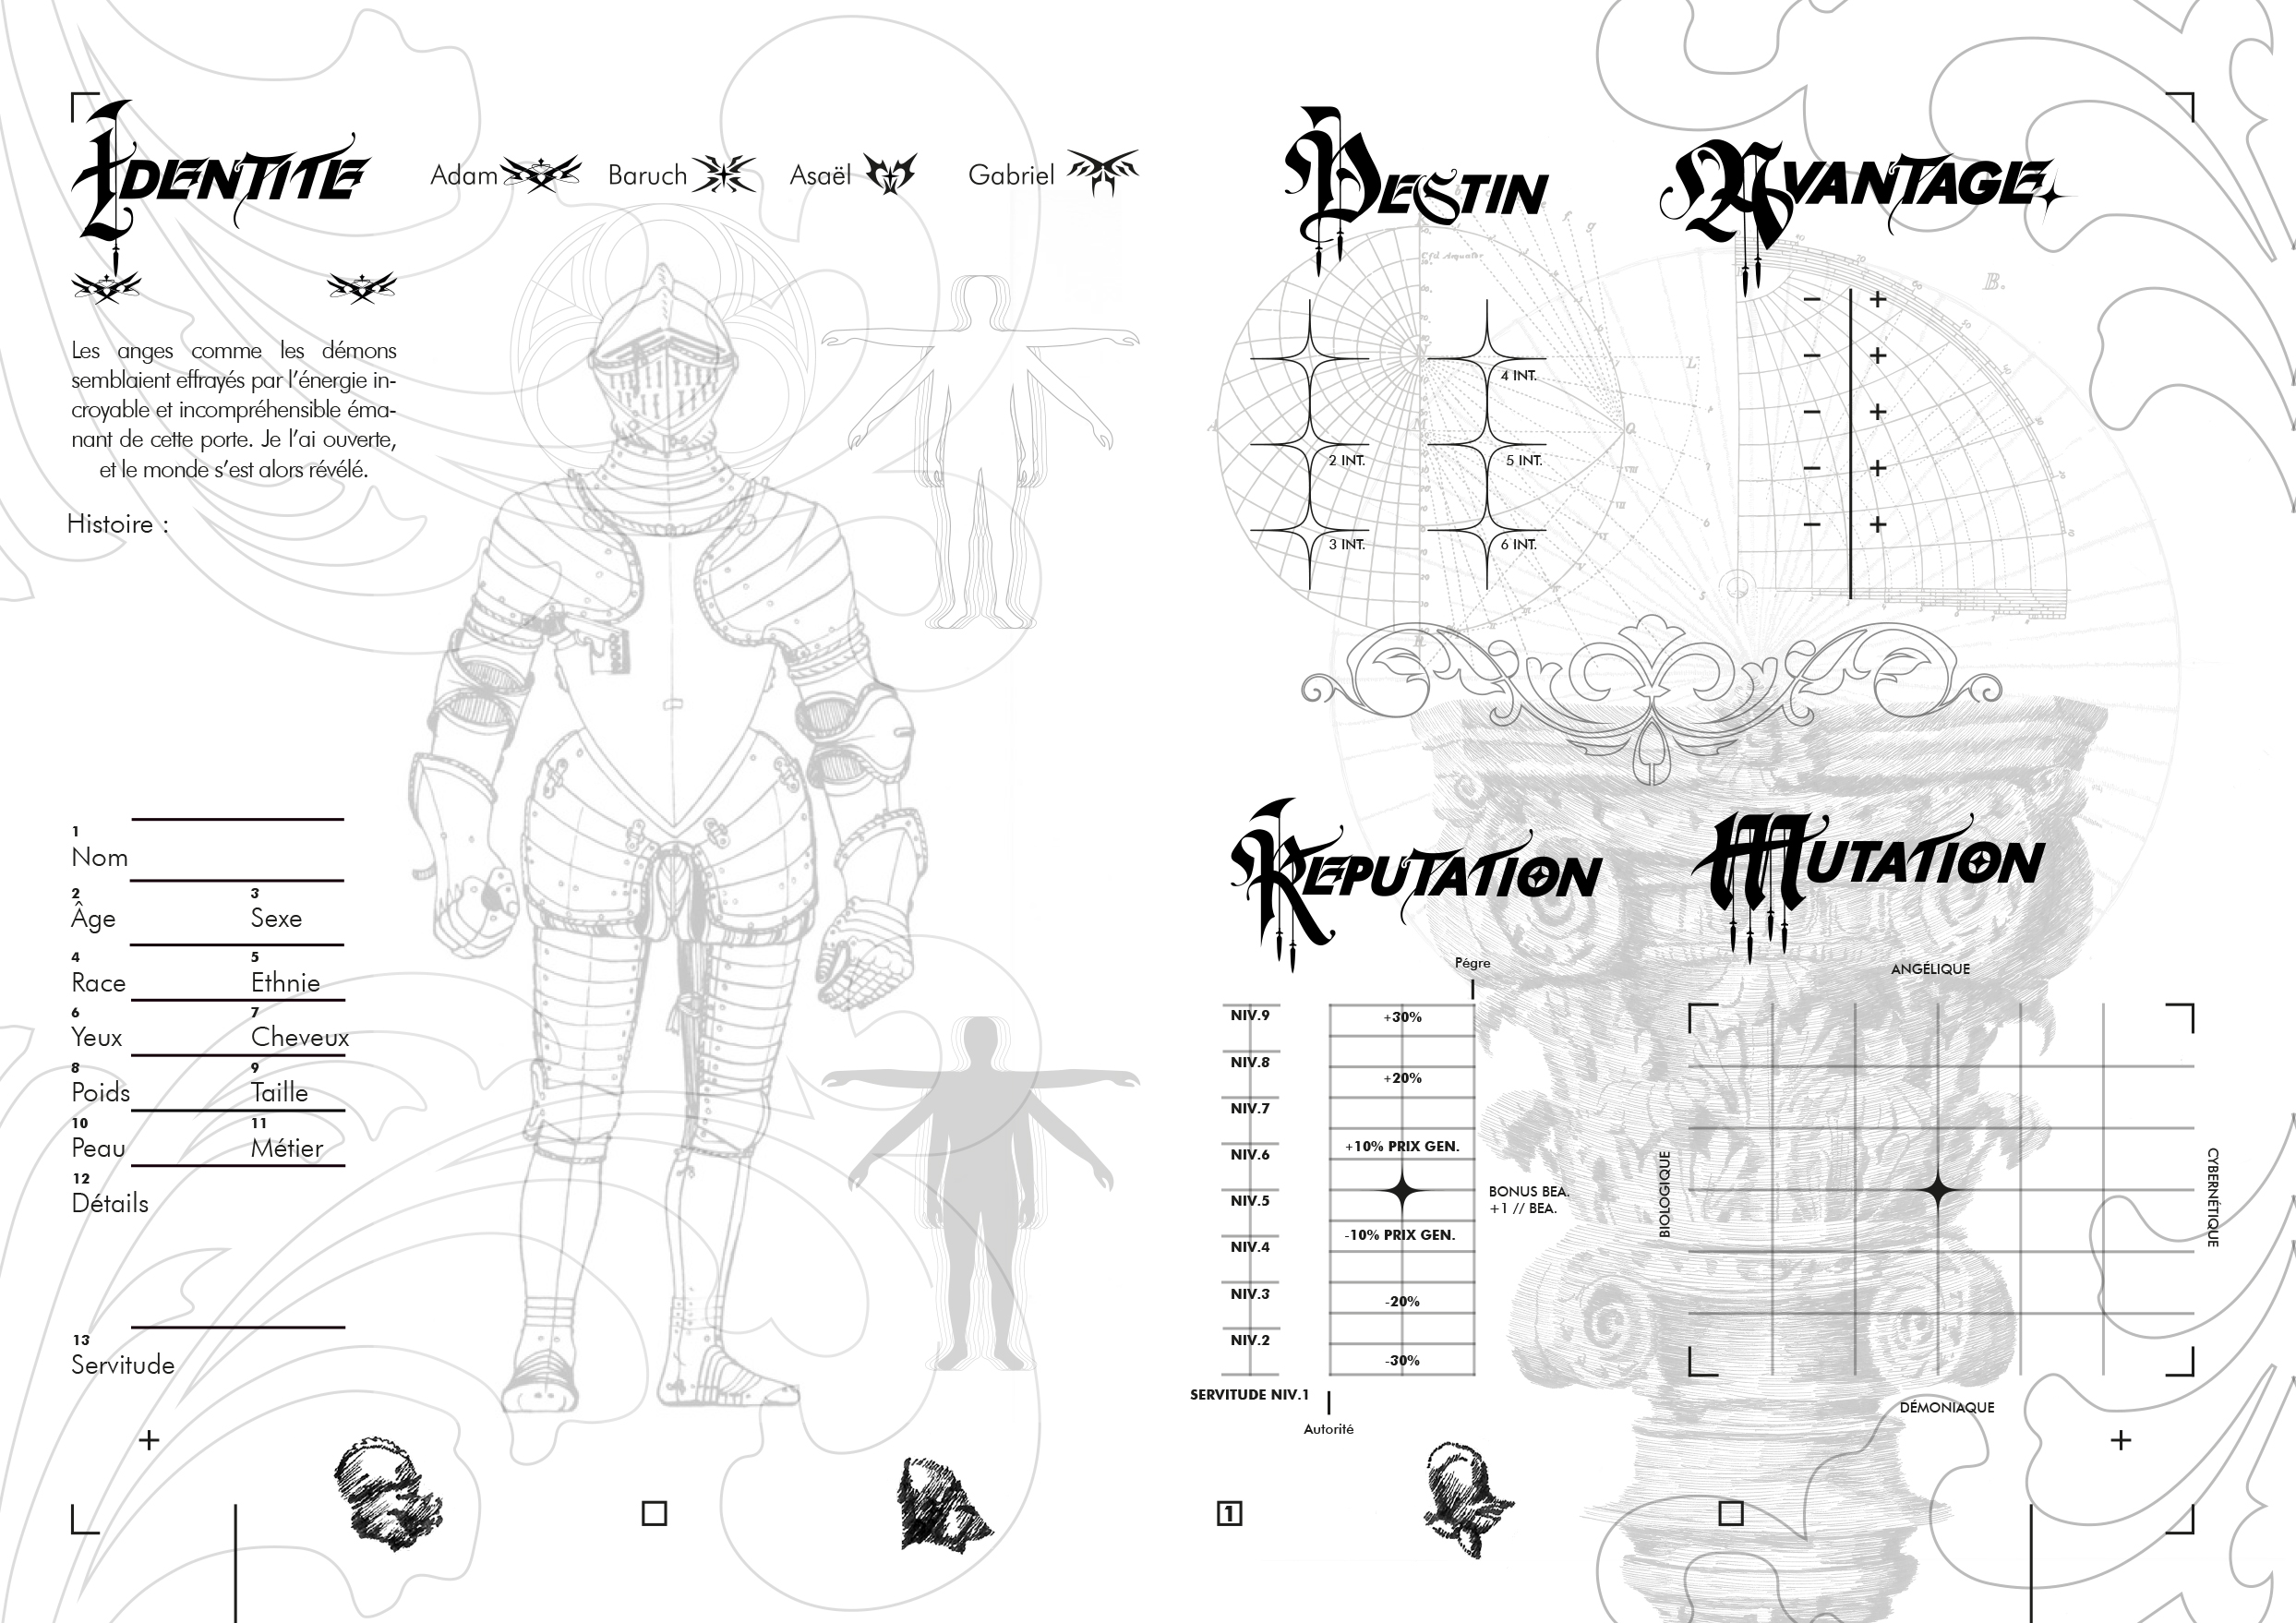 IDENTITE
Adam
Baruch
Asaël
Gabriel
Les anges comme les démons
semblaient effrayés par l'énergie in-
croyable et incompréhensible éma-
nant de cette porte. Je l'ai ouverte,
et le monde s'est alors révélé.
Histoire :
1
Nom
2
Âge
3
Sexe
4
Race
5
Ethnie
6
Yeux
7
Cheveux
8
Poids
9
Taille
10
Peau
11
Métier
12
Détails
13
Servitude
+
DESTIN
4 INT.
2 INT.
5 INT.
3 INT.
6 INT.
AVANTAGE
− +
− +
− +
− +
− +
B.
REPUTATION
Pégre
NIV.9
NIV.8
NIV.7
NIV.6
NIV.5
NIV.4
NIV.3
NIV.2
SERVITUDE NIV.1
+30%
+20%
+10% PRIX GEN.
-10% PRIX GEN.
-20%
-30%
BONUS BEA.
+1 // BEA.
Autorité
MUTATION
ANGÉLIQUE
BIOLOGIQUE
CYBERNÉTIQUE
DÉMONIAQUE
+
1